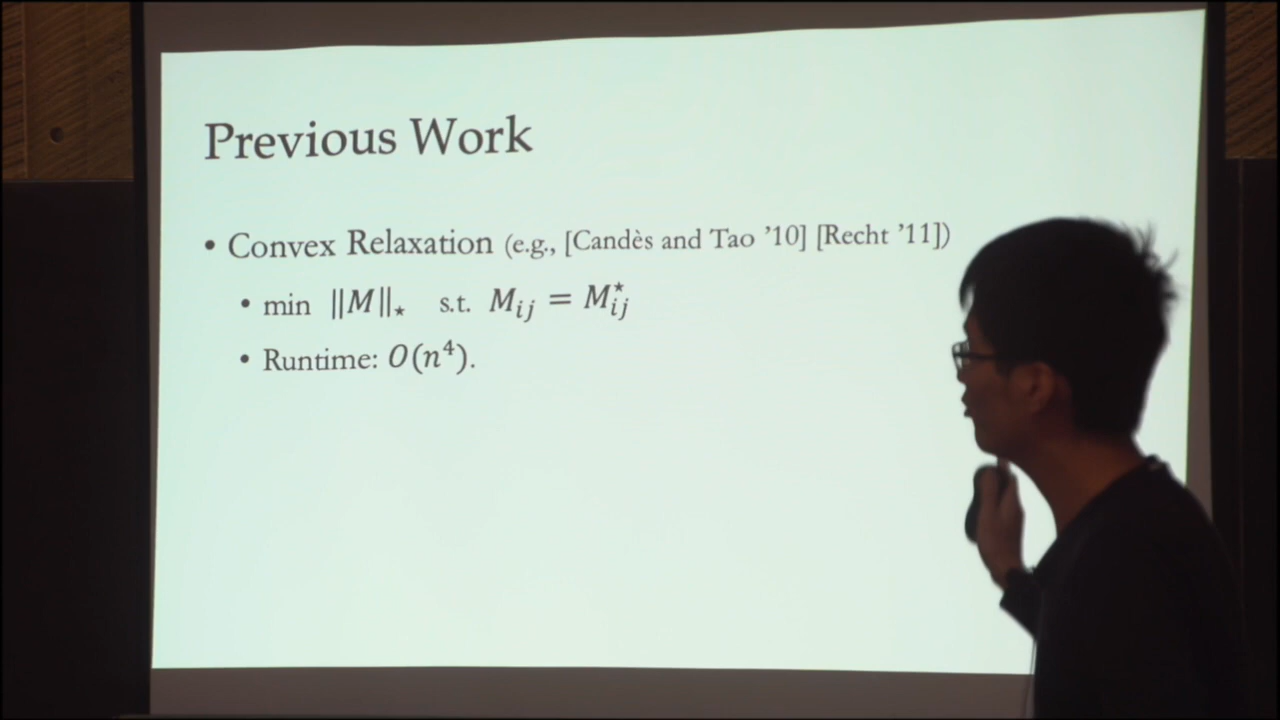 Previous Work
• Convex Relaxation (e.g., [Candès and Tao ’10] [Recht ’11])
• min ||M||⋆ s.t. Mᵢⱼ = M⋆ᵢⱼ
• Runtime: O(n⁴).